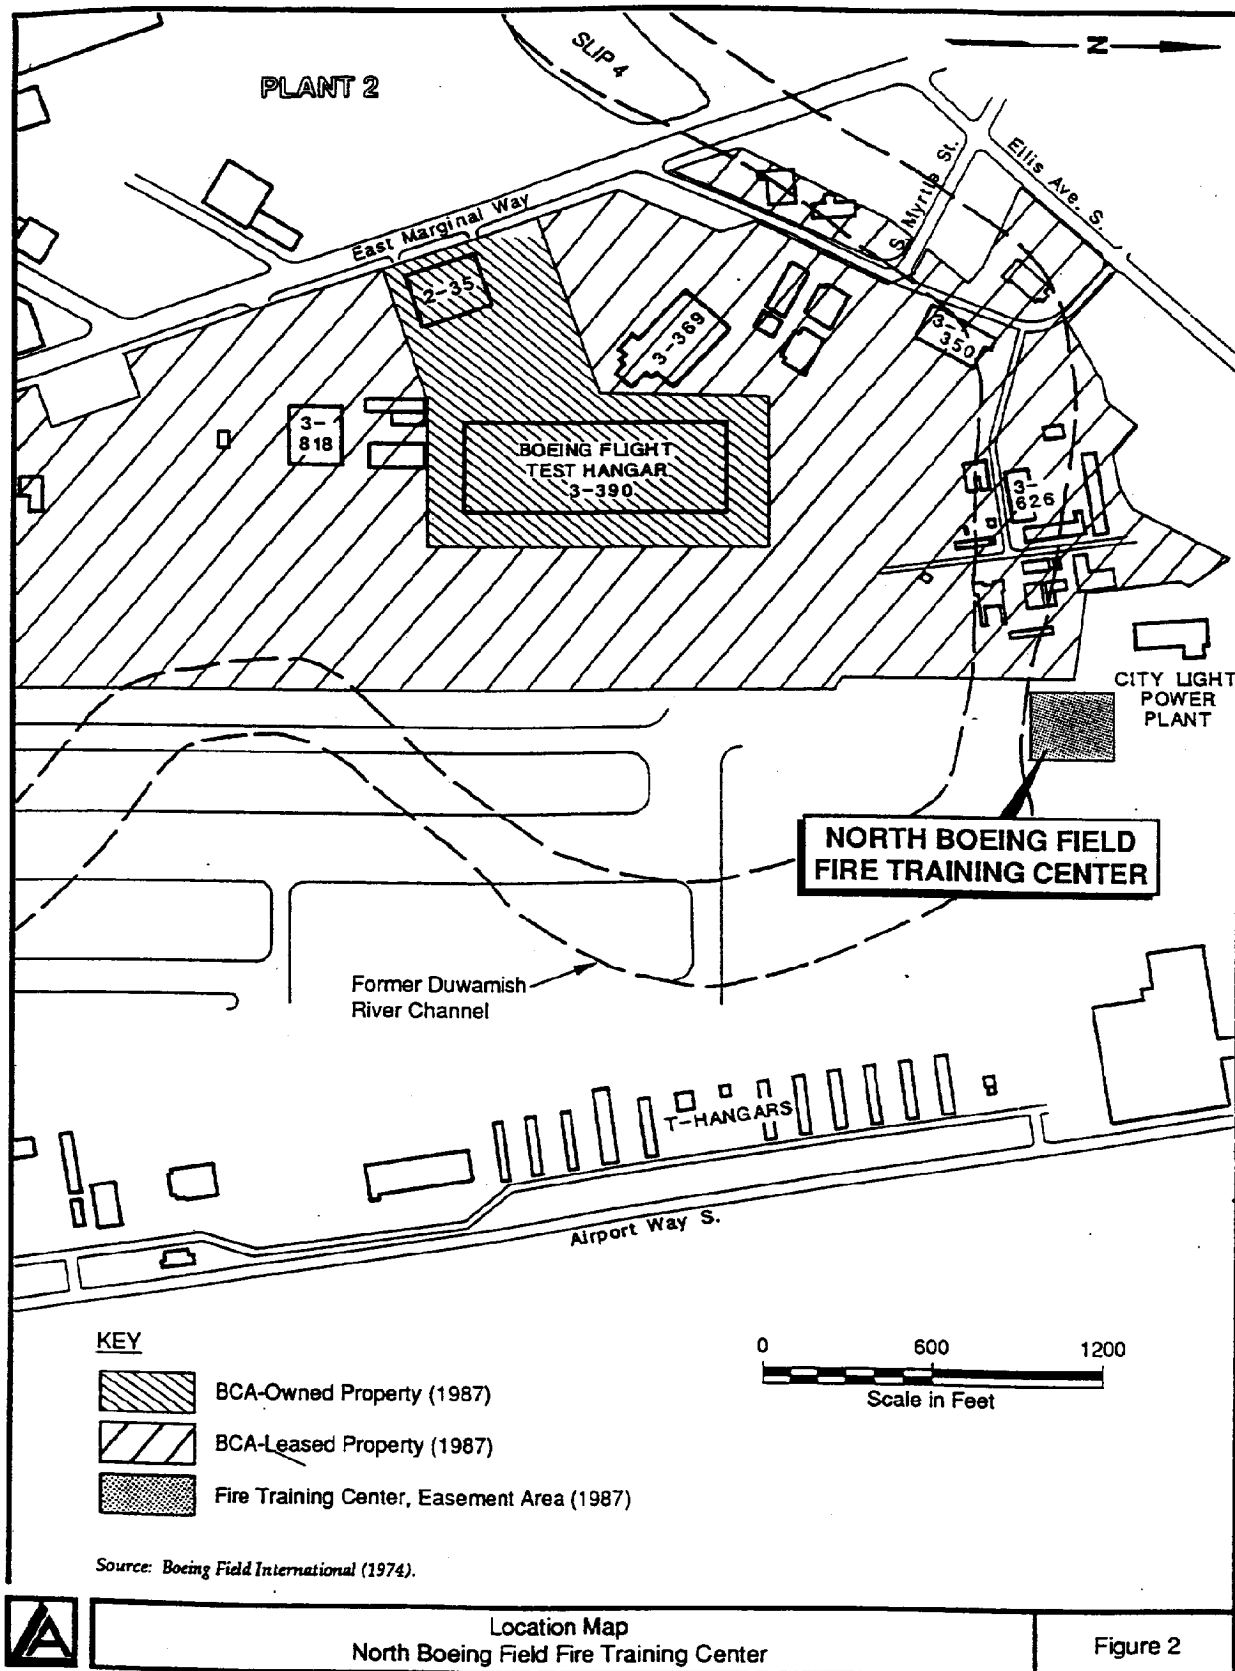 PLANT 2
SLIP 4
N
Ellis Ave. S.
S. Myrtle St.
East Marginal Way
2-35
3-369
3-
350
3-
818
BOEING FLIGHT
TEST HANGAR
3-390
3-
626
CITY LIGHT
POWER
PLANT
NORTH BOEING FIELD
FIRE TRAINING CENTER
Former Duwamish
River Channel
T-HANGARS
Airport Way S.
KEY
BCA-Owned Property (1987)
BCA-Leased Property (1987)
Fire Training Center, Easement Area (1987)
0 600 1200
Scale in Feet
Source: Boeing Field International (1974).
Location Map
North Boeing Field Fire Training Center
Figure 2